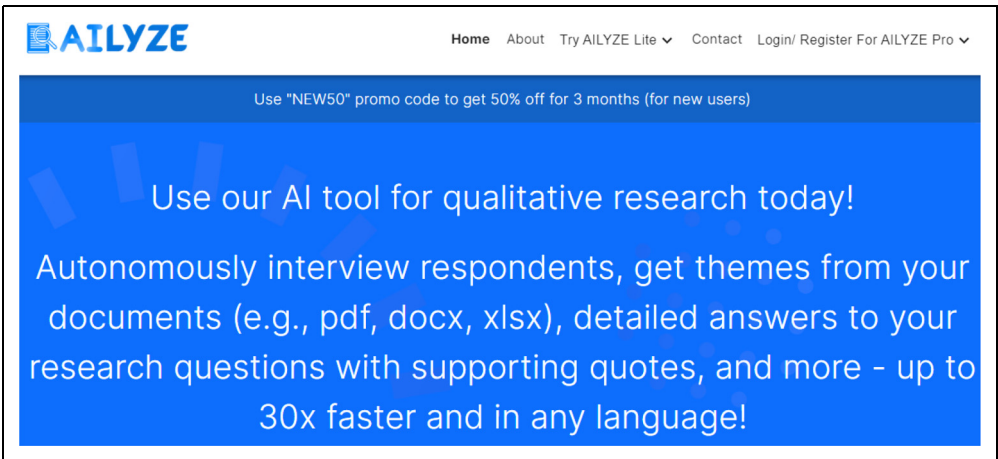 AILYZE
Home About Try AILYZE Lite Contact Login/ Register For AILYZE Pro
Use "NEW50" promo code to get 50% off for 3 months (for new users)
Use our AI tool for qualitative research today!
Autonomously interview respondents, get themes from your
documents (e.g., pdf, docx, xlsx), detailed answers to your
research questions with supporting quotes, and more - up to
30x faster and in any language!